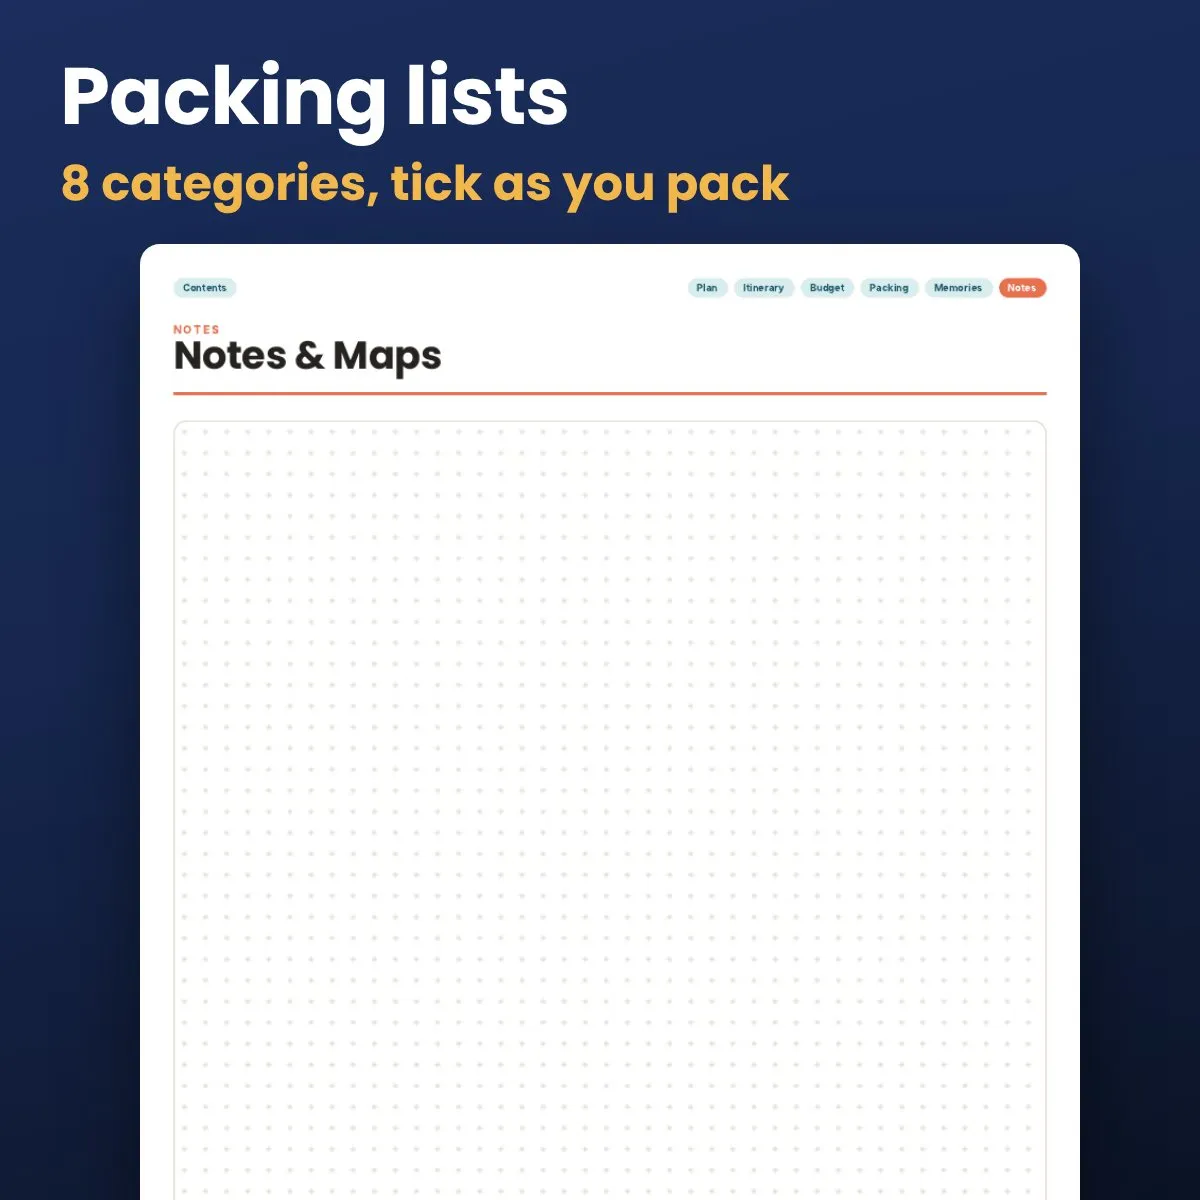 Packing lists
8 categories, tick as you pack
Contents Plan Itinerary Budget Packing Memories Notes
NOTES
Notes & Maps